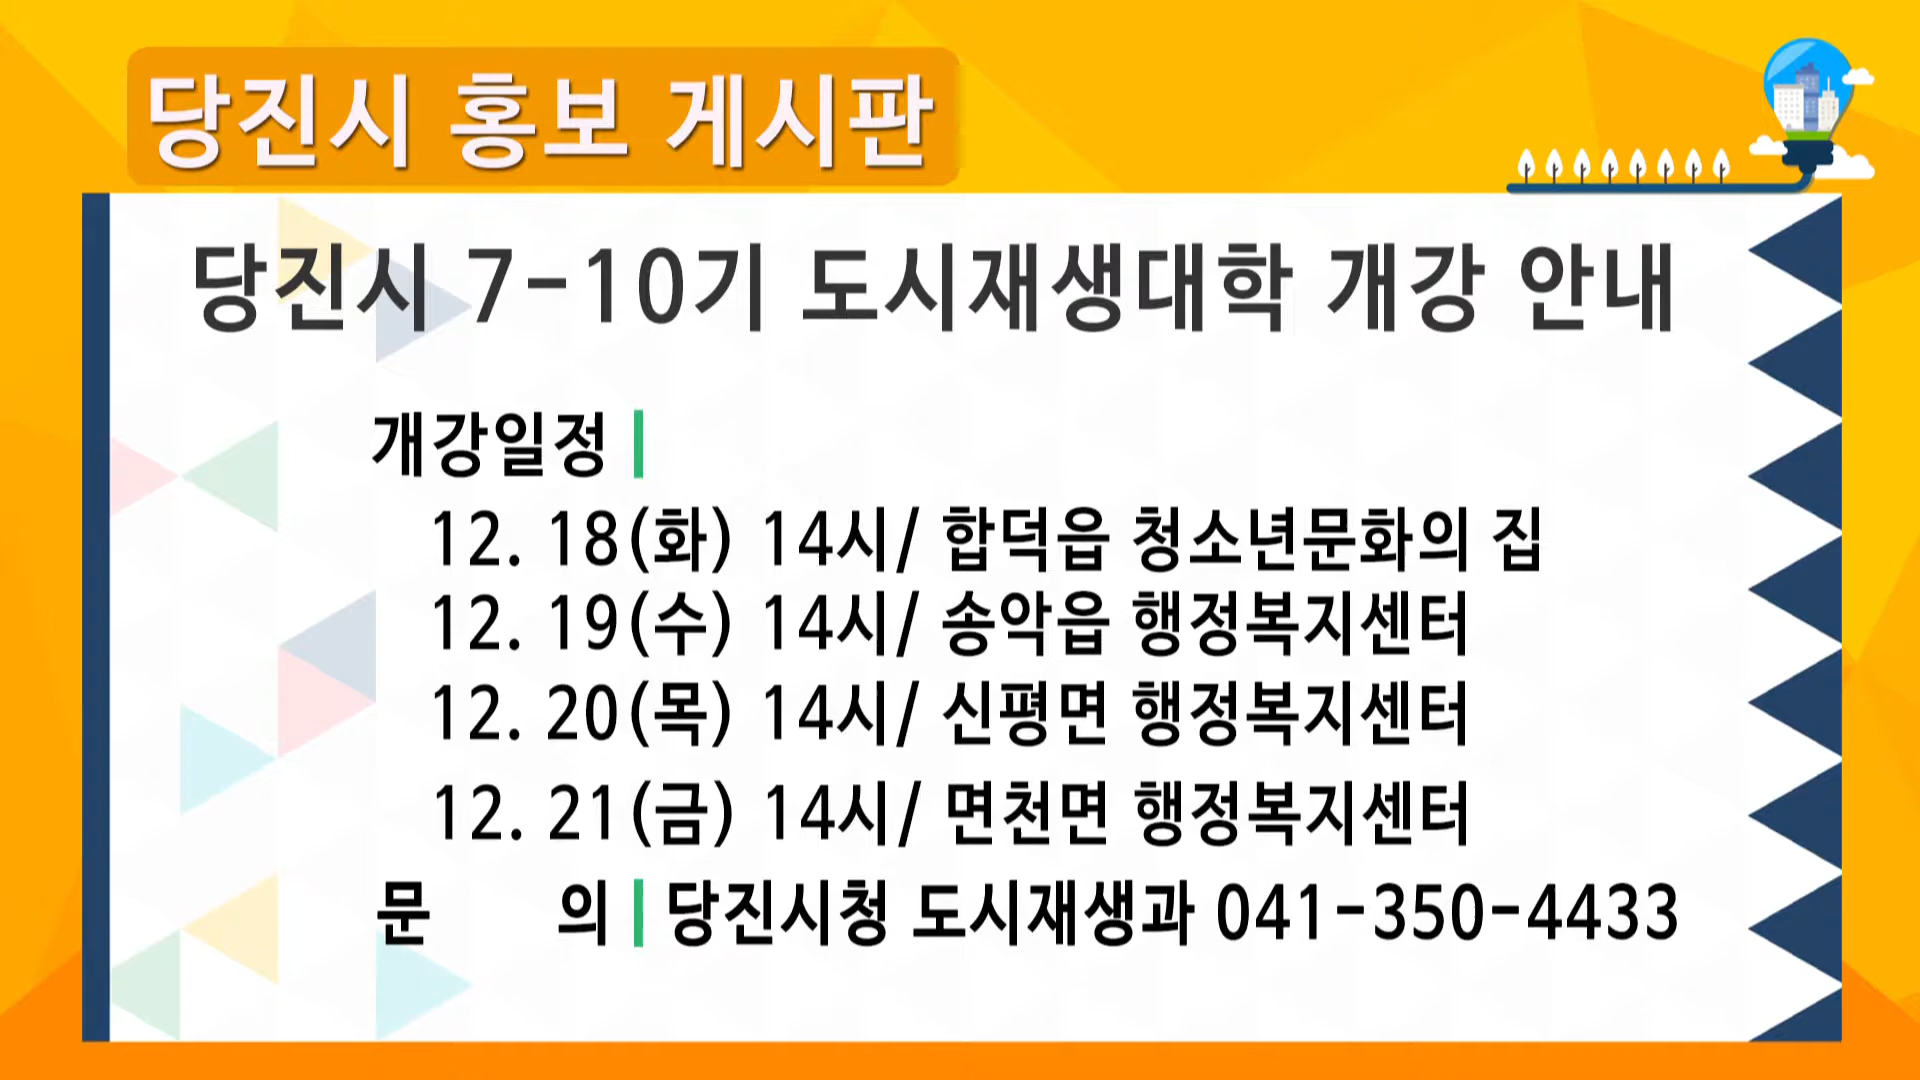 당진시 홍보 게시판
당진시 7-10기 도시재생대학 개강 안내
개강일정
12. 18(화) 14시/ 합덕읍 청소년문화의 집
12. 19(수) 14시/ 송악읍 행정복지센터
12. 20(목) 14시/ 신평면 행정복지센터
12. 21(금) 14시/ 면천면 행정복지센터
문 의 당진시청 도시재생과 041-350-4433